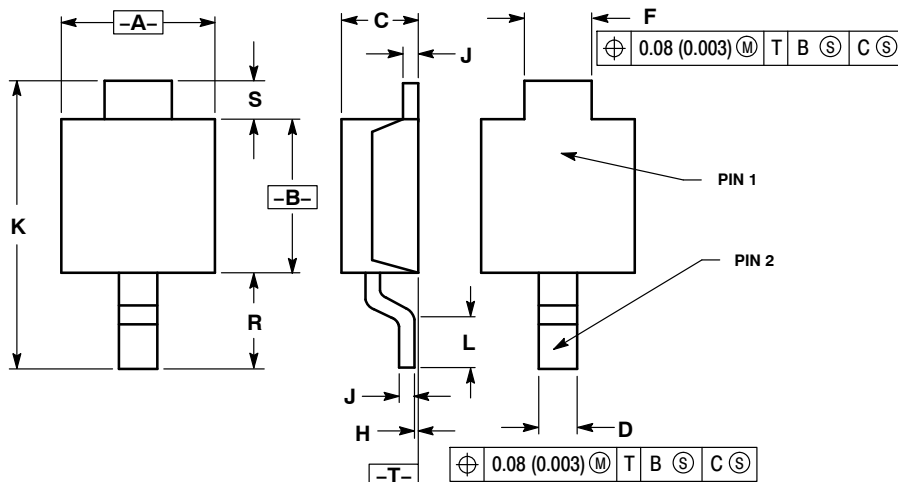 –A–
C
F
⌖ 0.08 (0.003) Ⓜ T B Ⓢ C Ⓢ
J
S
K
–B–
PIN 1
PIN 2
R
L
J
D
H
⌖ 0.08 (0.003) Ⓜ T B Ⓢ C Ⓢ
–T–